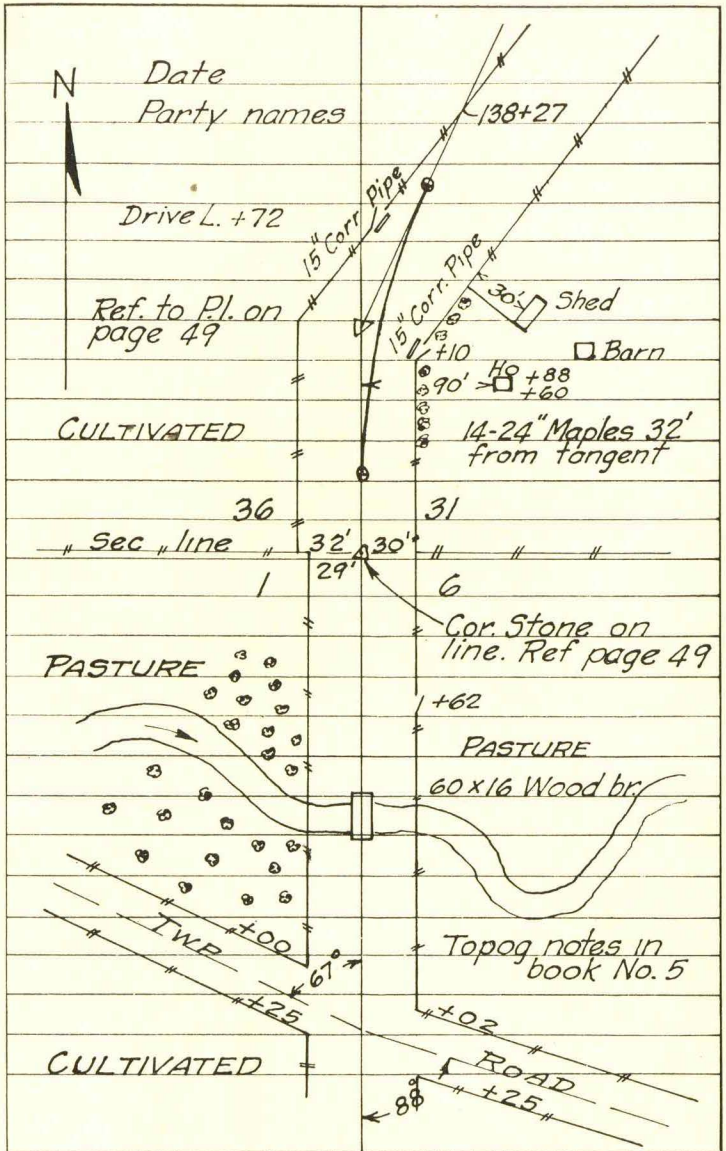 N
Date
Party names
138+27
Drive L. +72
15" Corr Pipe
Ref. to P.I. on
page 49
15" Corr. Pipe
30'
Shed
+10
Barn
90'
Ho
+88
+60
CULTIVATED
14-24" Maples 32'
from tangent
36
31
Sec line
32'
30'
29'
1
6
Cor. Stone on
line. Ref page 49
PASTURE
+62
PASTURE
60 x 16 Wood br.
TWP
+00
67°
+25
Topog notes in
book No. 5
+02
ROAD
CULTIVATED
88°
+25